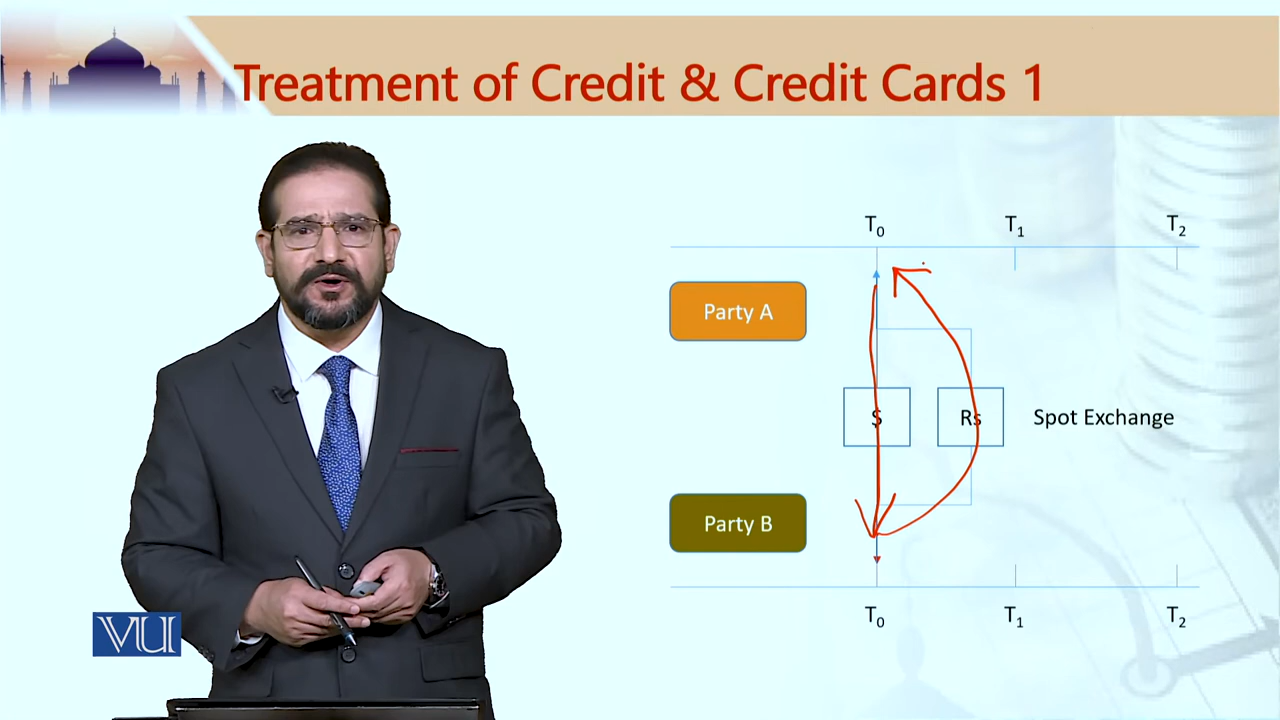 Treatment of Credit & Credit Cards 1
T₀ T₁ T₂
Party A
$ Rs Spot Exchange
Party B
T₀ T₁ T₂
VU